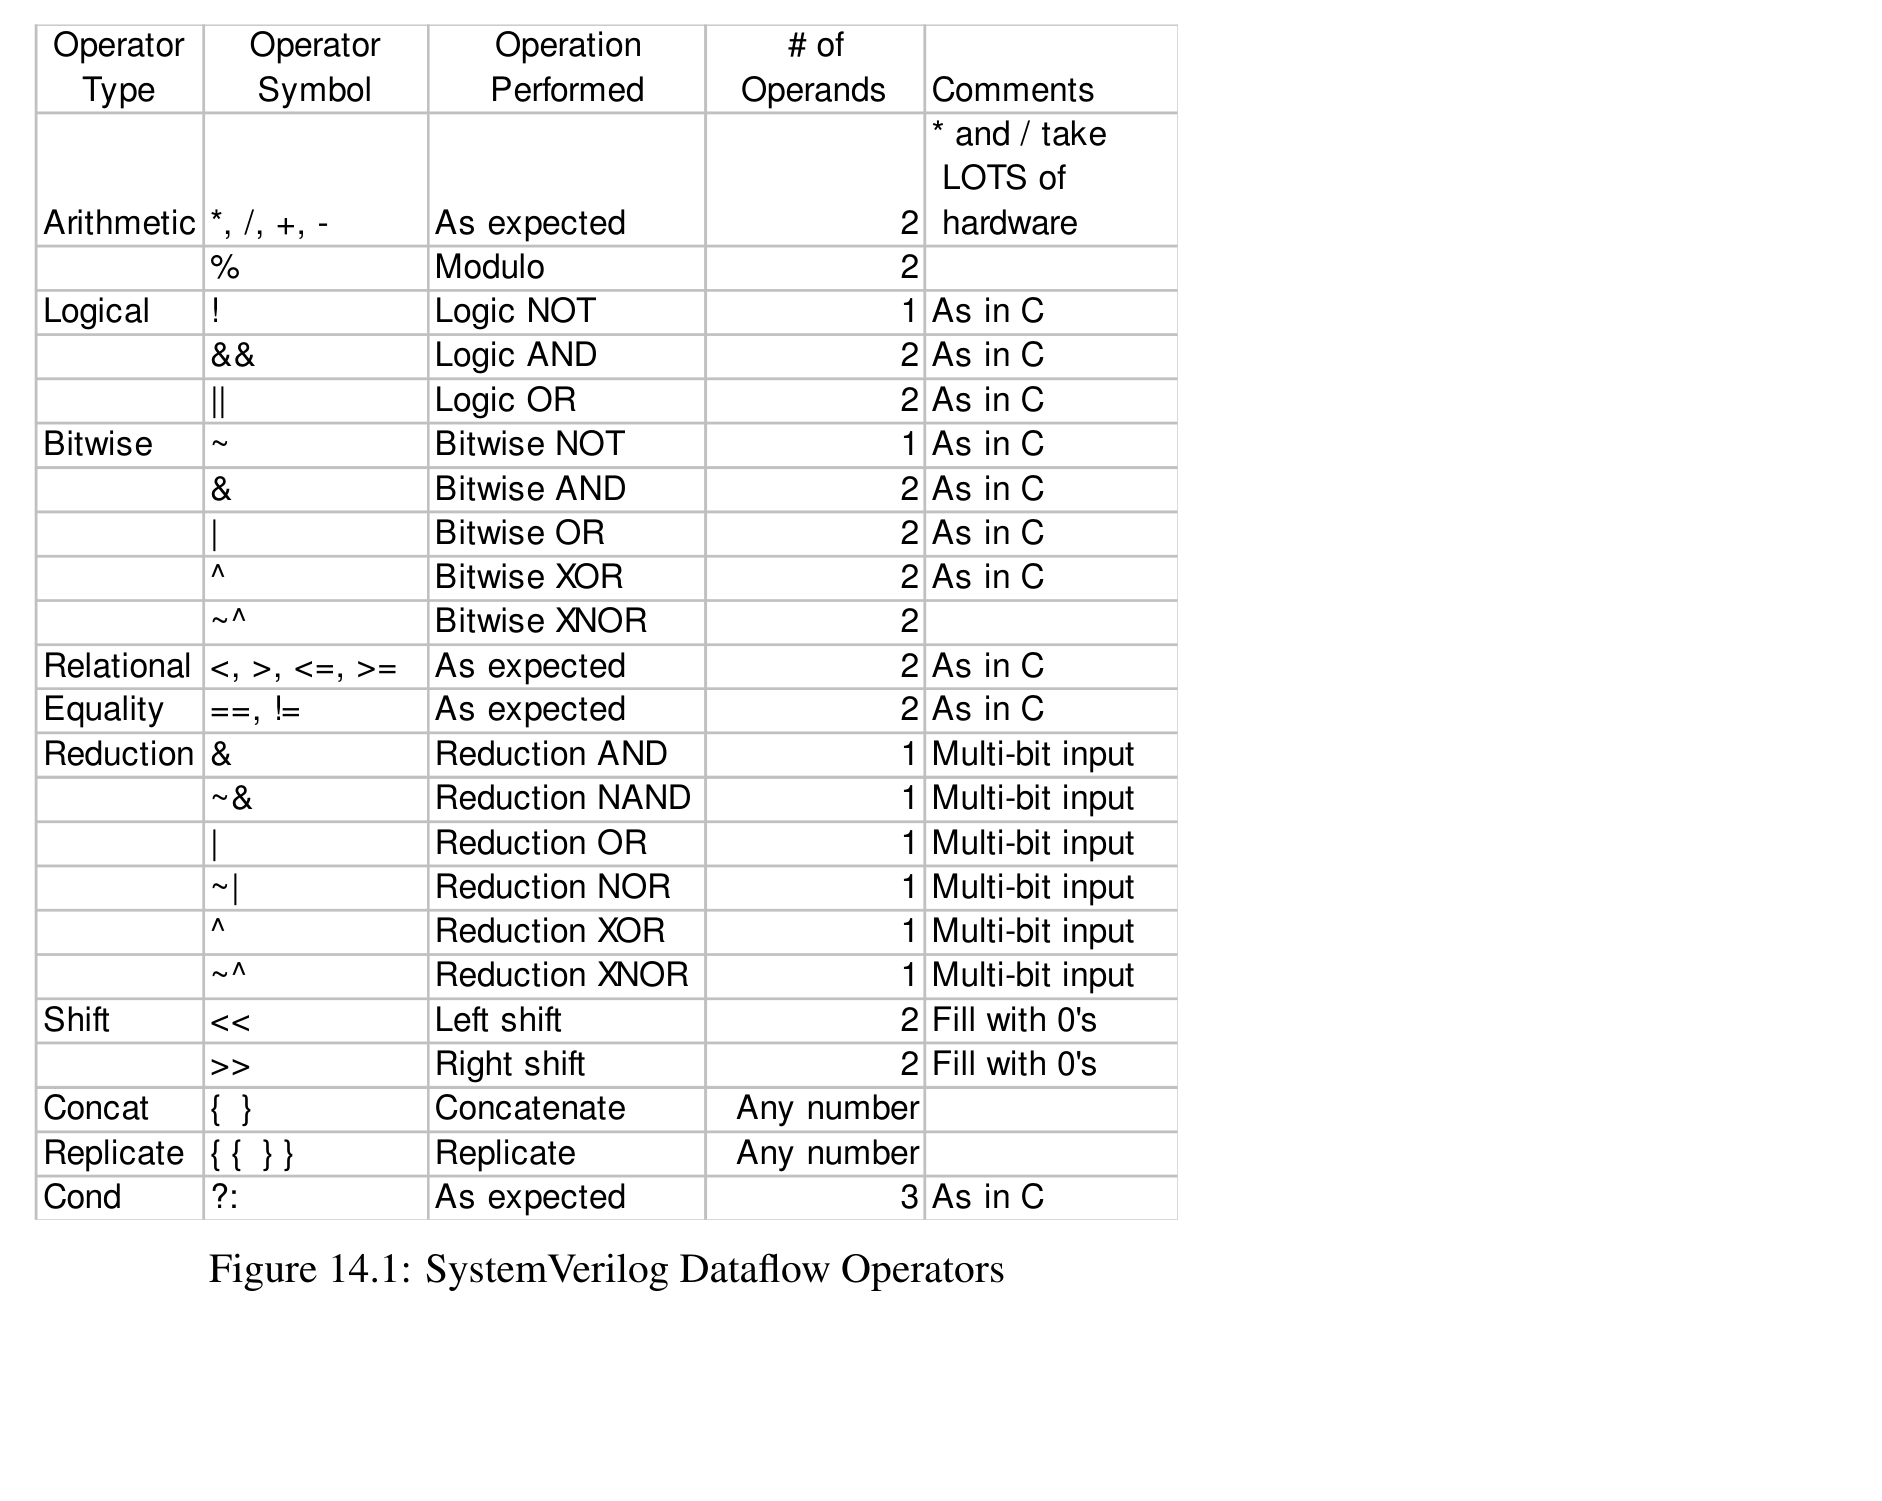 Operator Type Operator Symbol Operation Performed # of Operands Comments
Arithmetic *, /, +, - As expected 2 * and / take LOTS of hardware
% Modulo 2
Logical ! Logic NOT 1 As in C
&& Logic AND 2 As in C
|| Logic OR 2 As in C
Bitwise ~ Bitwise NOT 1 As in C
& Bitwise AND 2 As in C
| Bitwise OR 2 As in C
^ Bitwise XOR 2 As in C
~^ Bitwise XNOR 2
Relational <, >, <=, >= As expected 2 As in C
Equality ==, != As expected 2 As in C
Reduction & Reduction AND 1 Multi-bit input
~& Reduction NAND 1 Multi-bit input
| Reduction OR 1 Multi-bit input
~| Reduction NOR 1 Multi-bit input
^ Reduction XOR 1 Multi-bit input
~^ Reduction XNOR 1 Multi-bit input
Shift << Left shift 2 Fill with 0's
>> Right shift 2 Fill with 0's
Concat { } Concatenate Any number
Replicate { { } } Replicate Any number
Cond ?: As expected 3 As in C
Figure 14.1: SystemVerilog Dataflow Operators